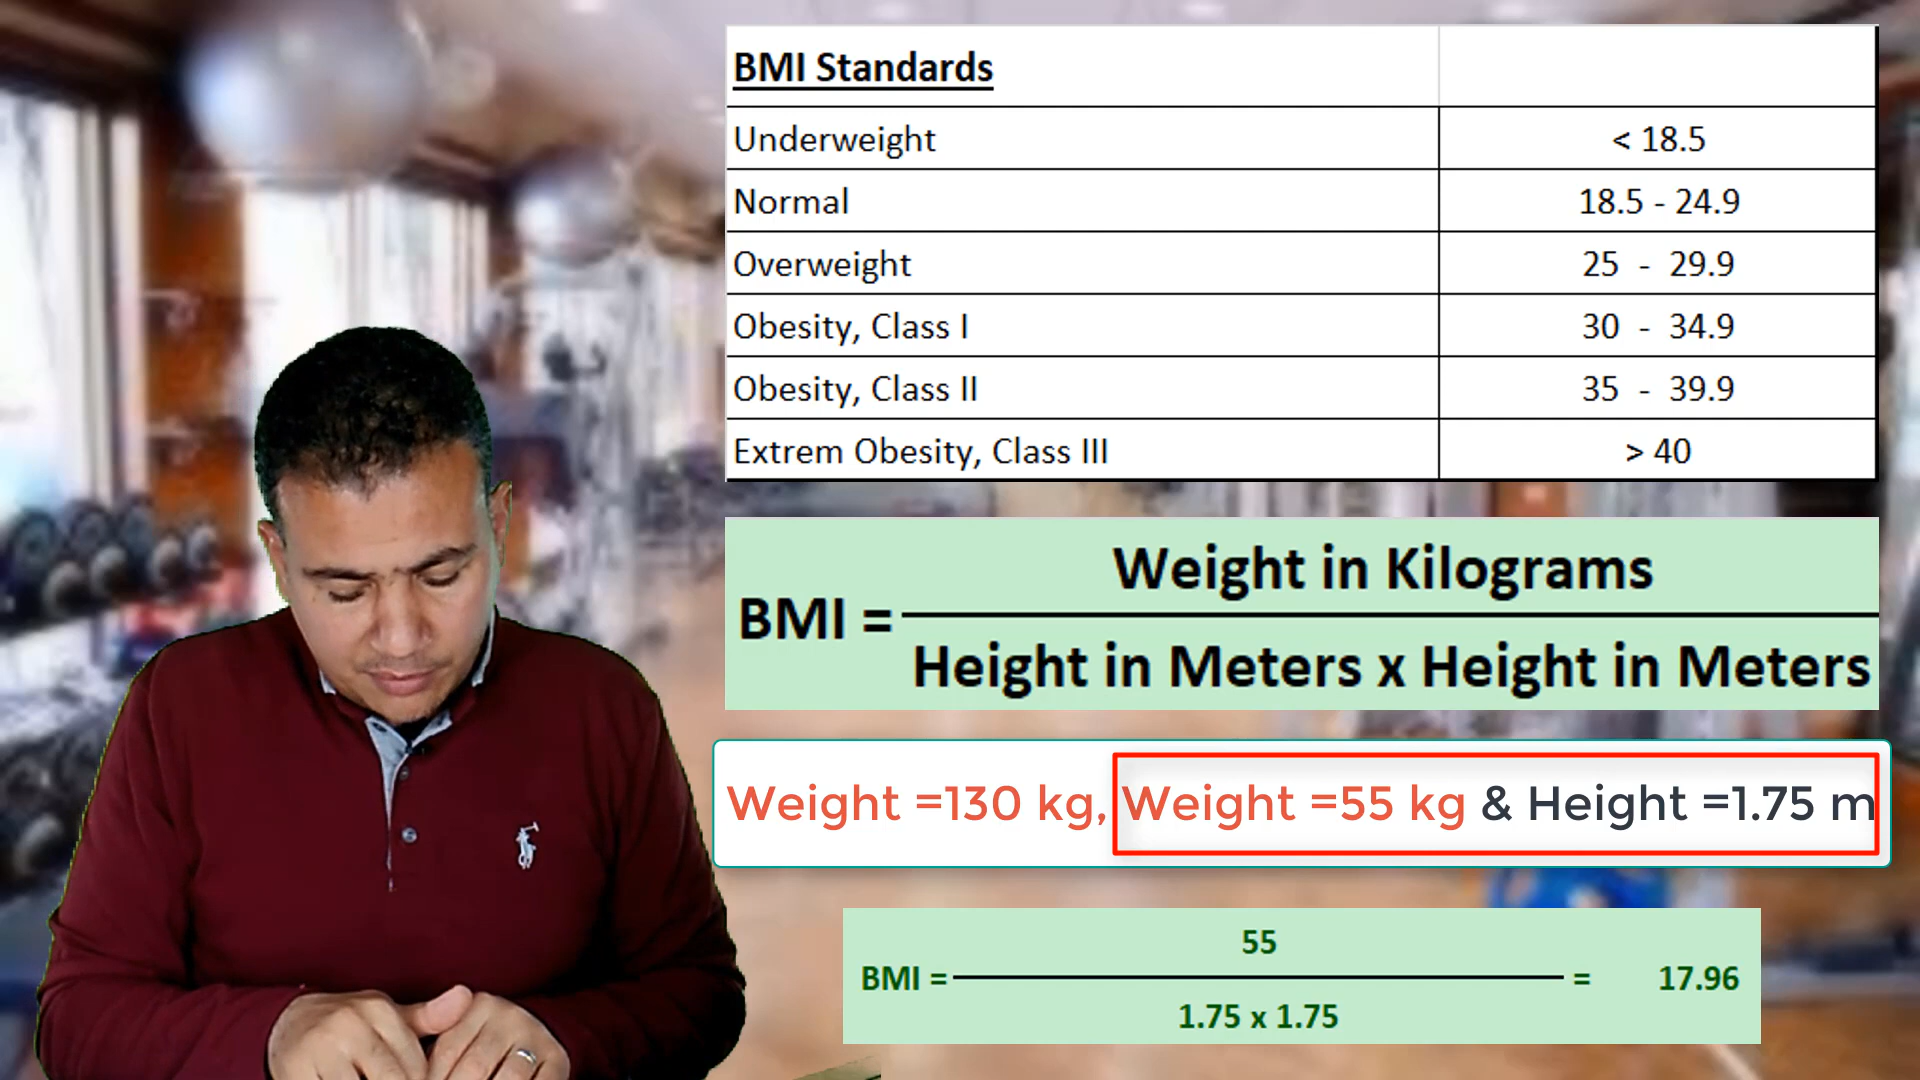 BMI Standards
Underweight < 18.5
Normal 18.5 - 24.9
Overweight 25 - 29.9
Obesity, Class I 30 - 34.9
Obesity, Class II 35 - 39.9
Extrem Obesity, Class III > 40
Weight in Kilograms
BMI =
Height in Meters x Height in Meters
Weight =130 kg, Weight =55 kg & Height =1.75 m
55
BMI = = 17.96
1.75 x 1.75